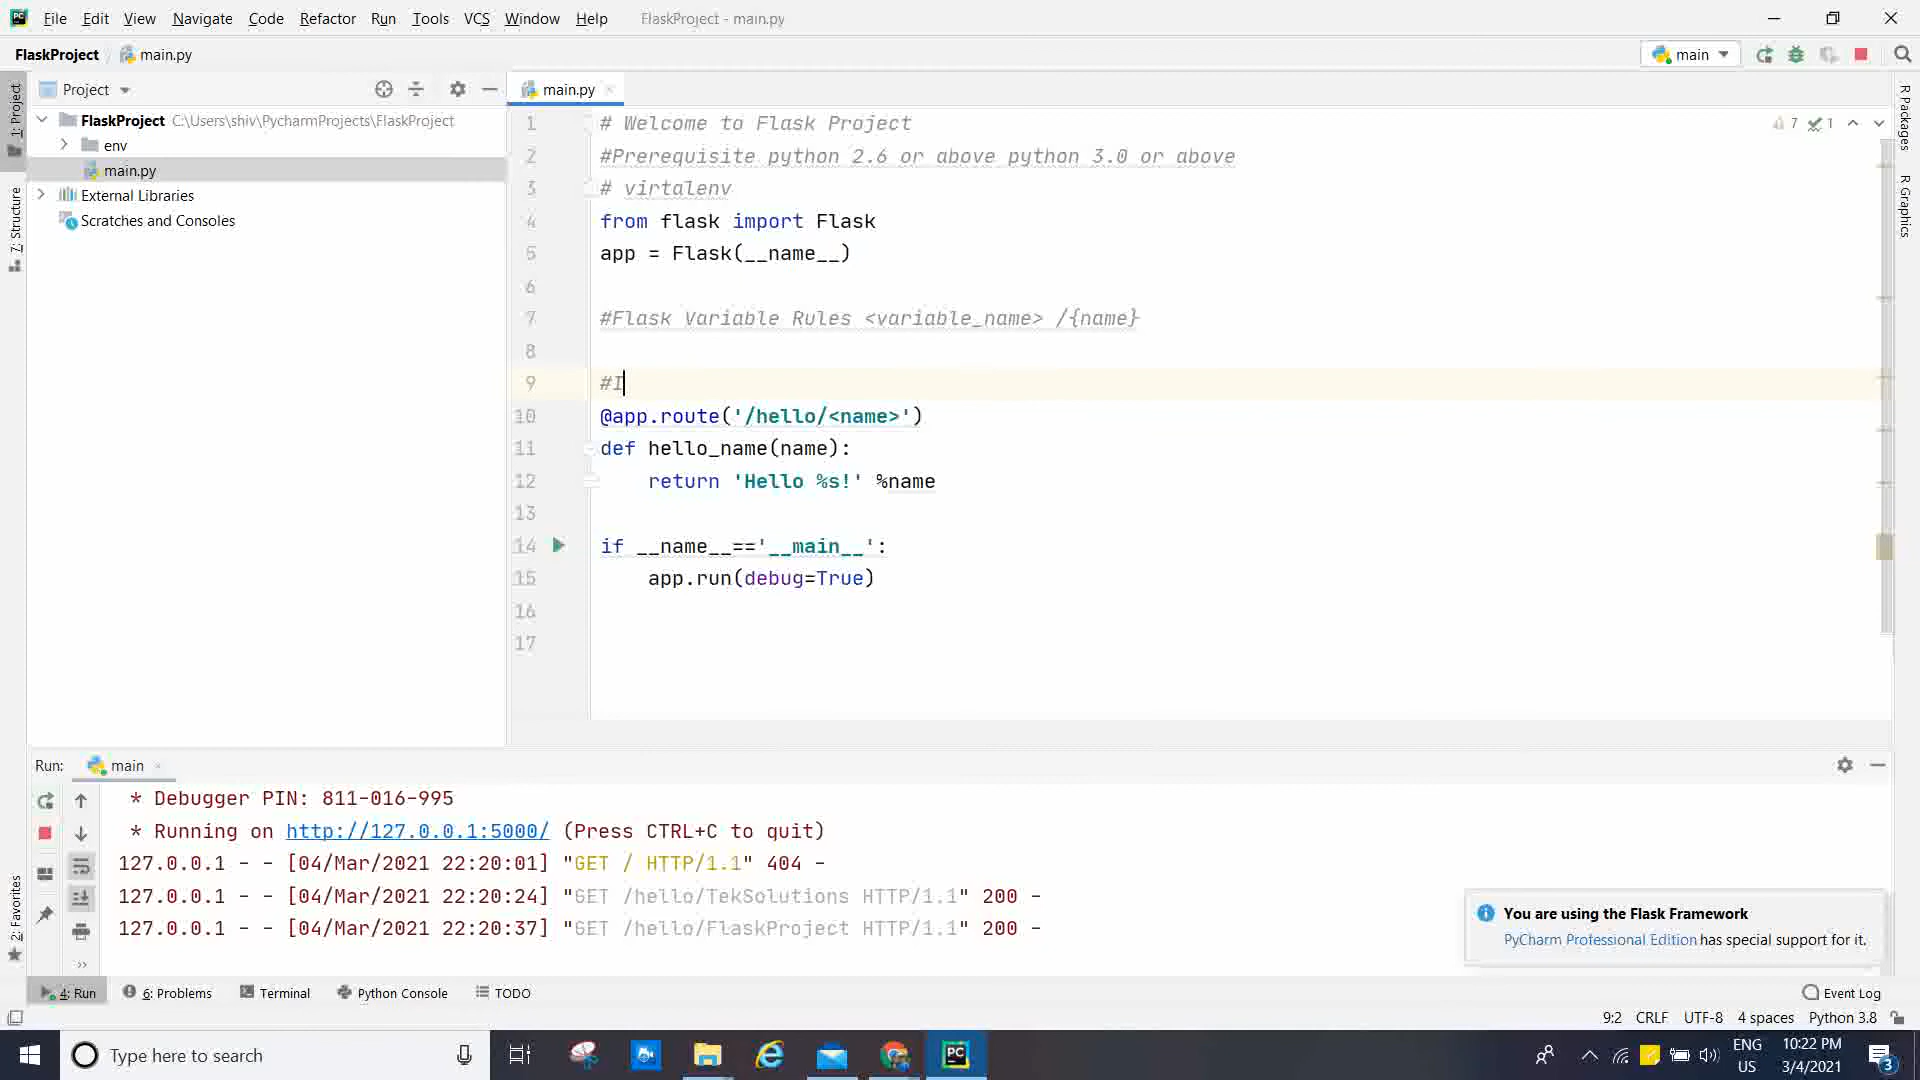 PC File Edit View Navigate Code Refactor Run Tools VCS Window Help FlaskProject - main.py
FlaskProject main.py main
1: Project
7: Structure
2: Favorites
Project
FlaskProject C:\Users\shiv\PycharmProjects\FlaskProject
env
main.py
External Libraries
Scratches and Consoles
main.py
7 1
1 # Welcome to Flask Project
2 #Prerequisite python 2.6 or above python 3.0 or above
3 # virtalenv
4 from flask import Flask
5 app = Flask(__name__)
6
7 #Flask Variable Rules <variable_name> /{name}
8
9 #I
10 @app.route('/hello/<name>')
11 def hello_name(name):
12 return 'Hello %s!' %name
13
14 if __name__=='__main__':
15 app.run(debug=True)
16
17
R Packages
R Graphics
Run: main
* Debugger PIN: 811-016-995
* Running on http://127.0.0.1:5000/ (Press CTRL+C to quit)
127.0.0.1 - - [04/Mar/2021 22:20:01] "GET / HTTP/1.1" 404 -
127.0.0.1 - - [04/Mar/2021 22:20:24] "GET /hello/TekSolutions HTTP/1.1" 200 -
127.0.0.1 - - [04/Mar/2021 22:20:37] "GET /hello/FlaskProject HTTP/1.1" 200 -
You are using the Flask Framework
PyCharm Professional Edition has special support for it.
4: Run 6: Problems Terminal Python Console TODO Event Log
9:2 CRLF UTF-8 4 spaces Python 3.8
Type here to search
PC
ENG
US
10:22 PM
3/4/2021
3